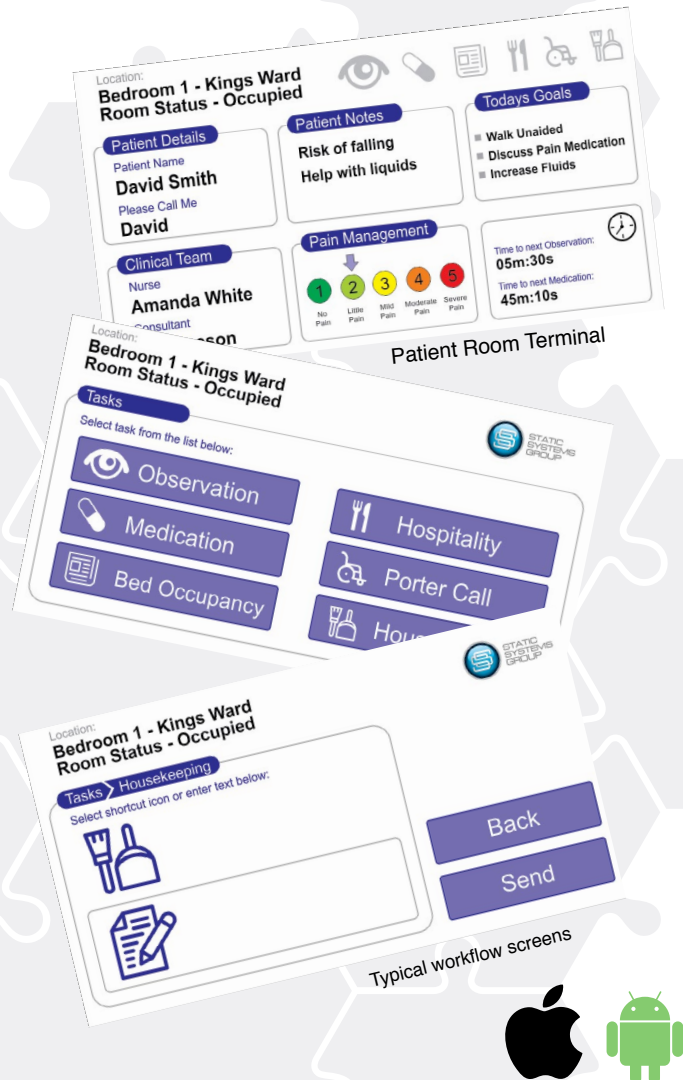 Location:
Bedroom 1 - Kings Ward
Room Status - Occupied
Patient Details
Patient Name
David Smith
Please Call Me
David
Patient Notes
Risk of falling
Help with liquids
Todays Goals
Walk Unaided
Discuss Pain Medication
Increase Fluids
Clinical Team
Nurse
Amanda White
Consultant
Pain Management
1 2 3 4 5
No Pain
Little Pain
Mild Pain
Moderate Pain
Severe Pain
Time to next Observation:
05m:30s
Time to next Medication:
45m:10s
Patient Room Terminal
Location:
Bedroom 1 - Kings Ward
Room Status - Occupied
Tasks
Select task from the list below:
STATIC
SYSTEMS
GROUP
Observation
Medication
Bed Occupancy
Hospitality
Porter Call
STATIC
SYSTEMS
GROUP
Location:
Bedroom 1 - Kings Ward
Room Status - Occupied
Tasks Housekeeping
Select shortcut icon or enter text below:
Back
Send
Typical workflow screens